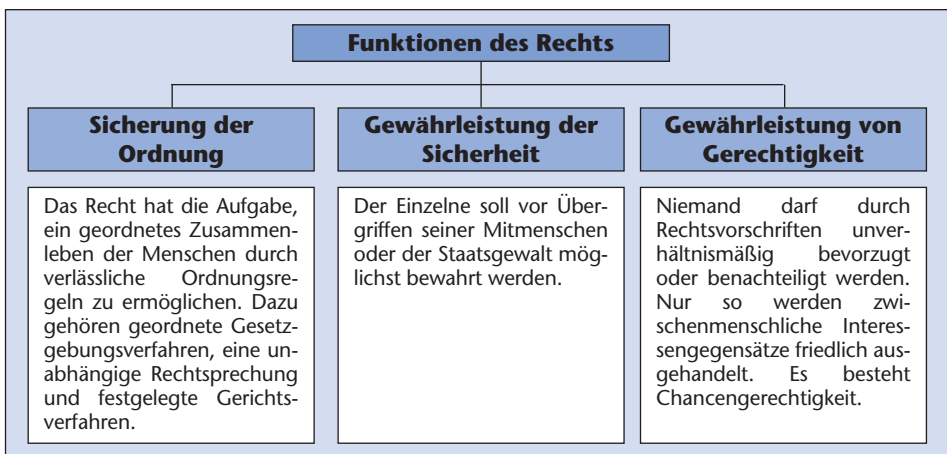 Funktionen des Rechts
Sicherung der
Ordnung
Das Recht hat die Aufgabe,
ein geordnetes Zusammen-
leben der Menschen durch
verlässliche Ordnungsre-
geln zu ermöglichen. Dazu
gehören geordnete Gesetz-
gebungsverfahren, eine un-
abhängige Rechtsprechung
und festgelegte Gerichts-
verfahren.
Gewährleistung der
Sicherheit
Der Einzelne soll vor Über-
griffen seiner Mitmenschen
oder der Staatsgewalt mög-
lichst bewahrt werden.
Gewährleistung von
Gerechtigkeit
Niemand darf durch
Rechtsvorschriften unver-
hältnismäßig bevorzugt
oder benachteiligt werden.
Nur so werden zwi-
schenmenschliche Interes-
sengegensätze friedlich aus-
gehandelt. Es besteht
Chancengerechtigkeit.